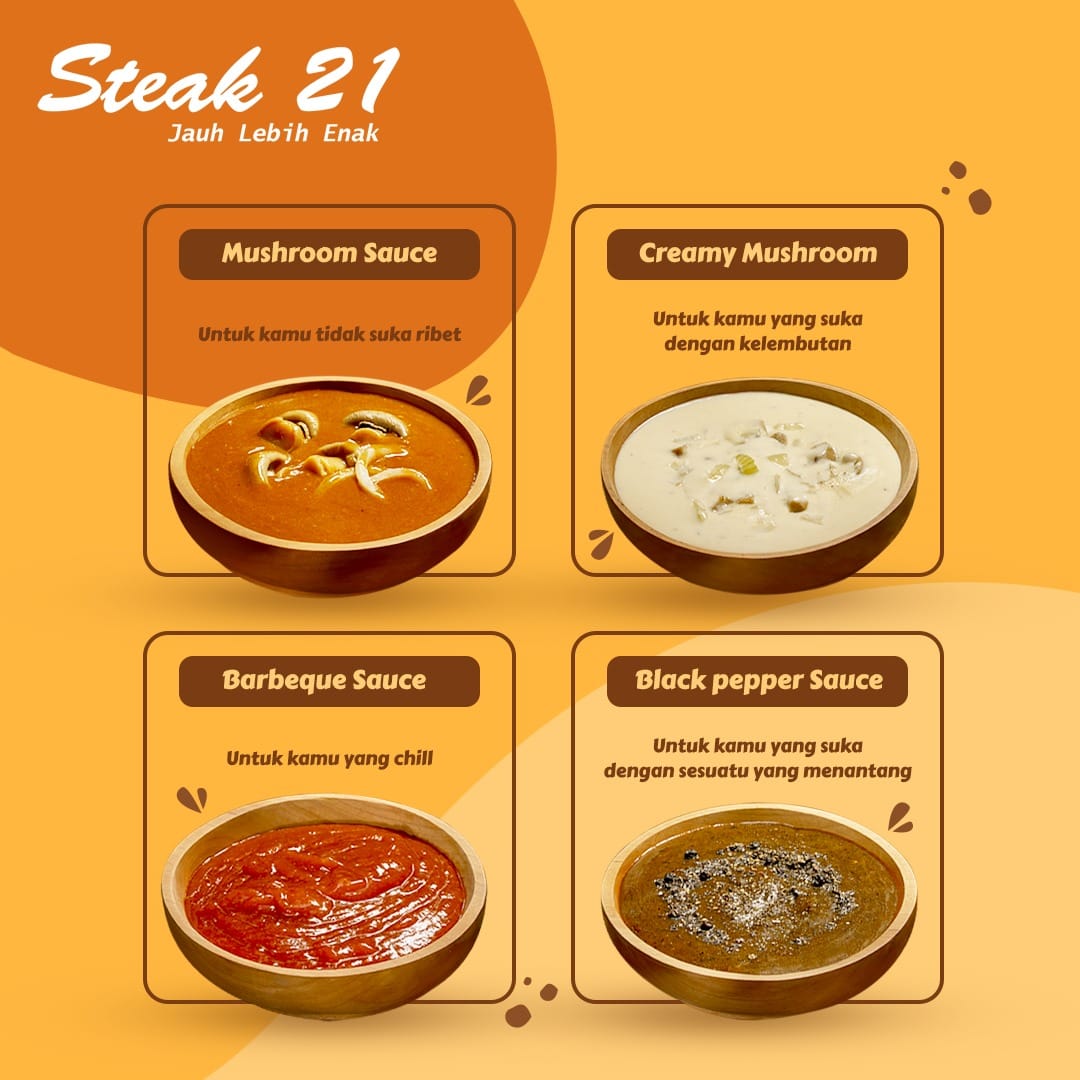 Steak 21
Jauh Lebih Enak
Mushroom Sauce
Untuk kamu tidak suka ribet
Creamy Mushroom
Untuk kamu yang suka
dengan kelembutan
Barbeque Sauce
Untuk kamu yang chill
Black pepper Sauce
Untuk kamu yang suka
dengan sesuatu yang menantang